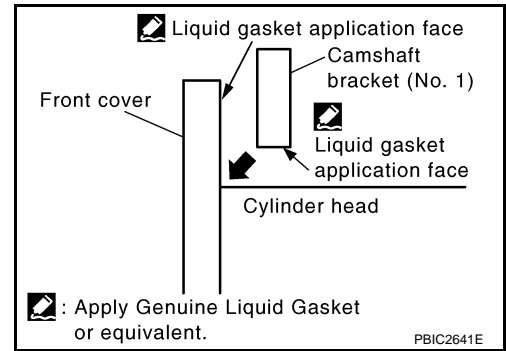 Liquid gasket application face
Camshaft
bracket (No. 1)
Front cover
Liquid gasket
application face
Cylinder head
: Apply Genuine Liquid Gasket
or equivalent.
PBIC2641E